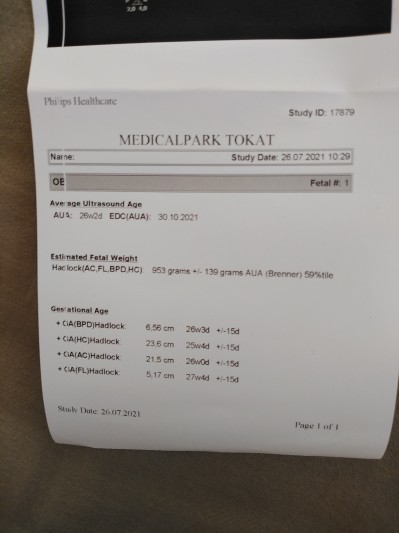 2,0 4,0
Philips Healthcare
Study ID: 17879
MEDICALPARK TOKAT
Name: Study Date: 26.07.2021 10:29
OB Fetal #: 1
Average Ultrasound Age
AUA: 26w2d EDC(AUA): 30.10.2021
Estimated Fetal Weight
Hadlock(AC,FL,BPD,HC): 953 grams +/- 139 grams AUA (Brenner) 59%tile
Gestational Age
+ GA(BPD)Hadlock: 6,56 cm 26w3d +/-15d
+ GA(HC)Hadlock: 23,6 cm 25w4d +/-15d
+ GA(AC)Hadlock: 21,5 cm 26w0d +/-15d
+ GA(FL)Hadlock: 5,17 cm 27w4d +/-15d
Study Date: 26.07.2021
Page 1 of 1